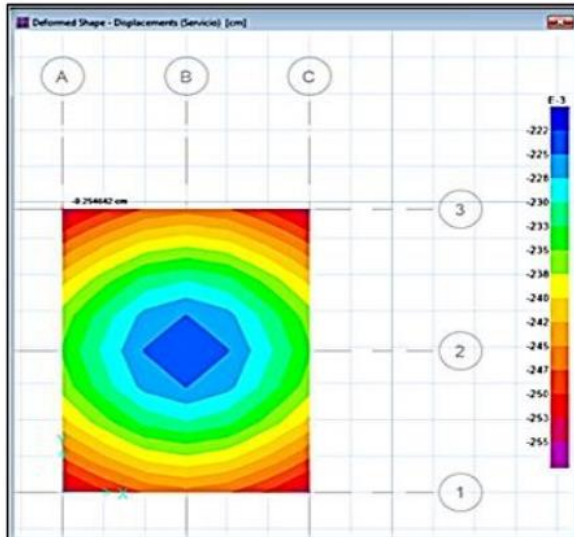 Deformed Shape - Displacements (Servicio) [cm]
A B C
E-3
-222
-225
-228
-230
-233
-235
-238
-240
-242
-245
-247
-250
-253
-255
-0.254642 cm
3
2
1
Y
X